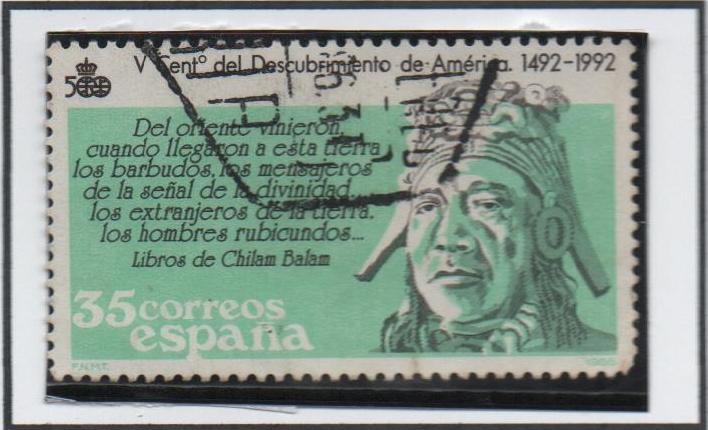 V Centº del Descubrimiento de América. 1492-1992
500
Del oriente vinieron,
cuando llegaron a esta tierra
los barbudos, los mensajeros
de la señal de la divinidad,
los extranjeros de la tierra,
los hombres rubicundos...
Libros de Chilam Balam
35 correos
españa
F.N.M.T.